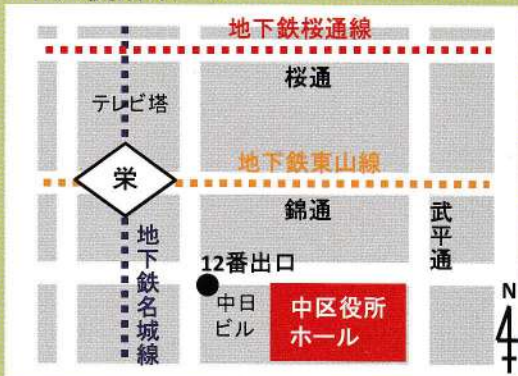 地下鉄桜通線
桜通
テレビ塔
地下鉄東山線
栄
錦通
武平通
地下鉄名城線
12番出口
中日
ビル
中区役所
ホール
N